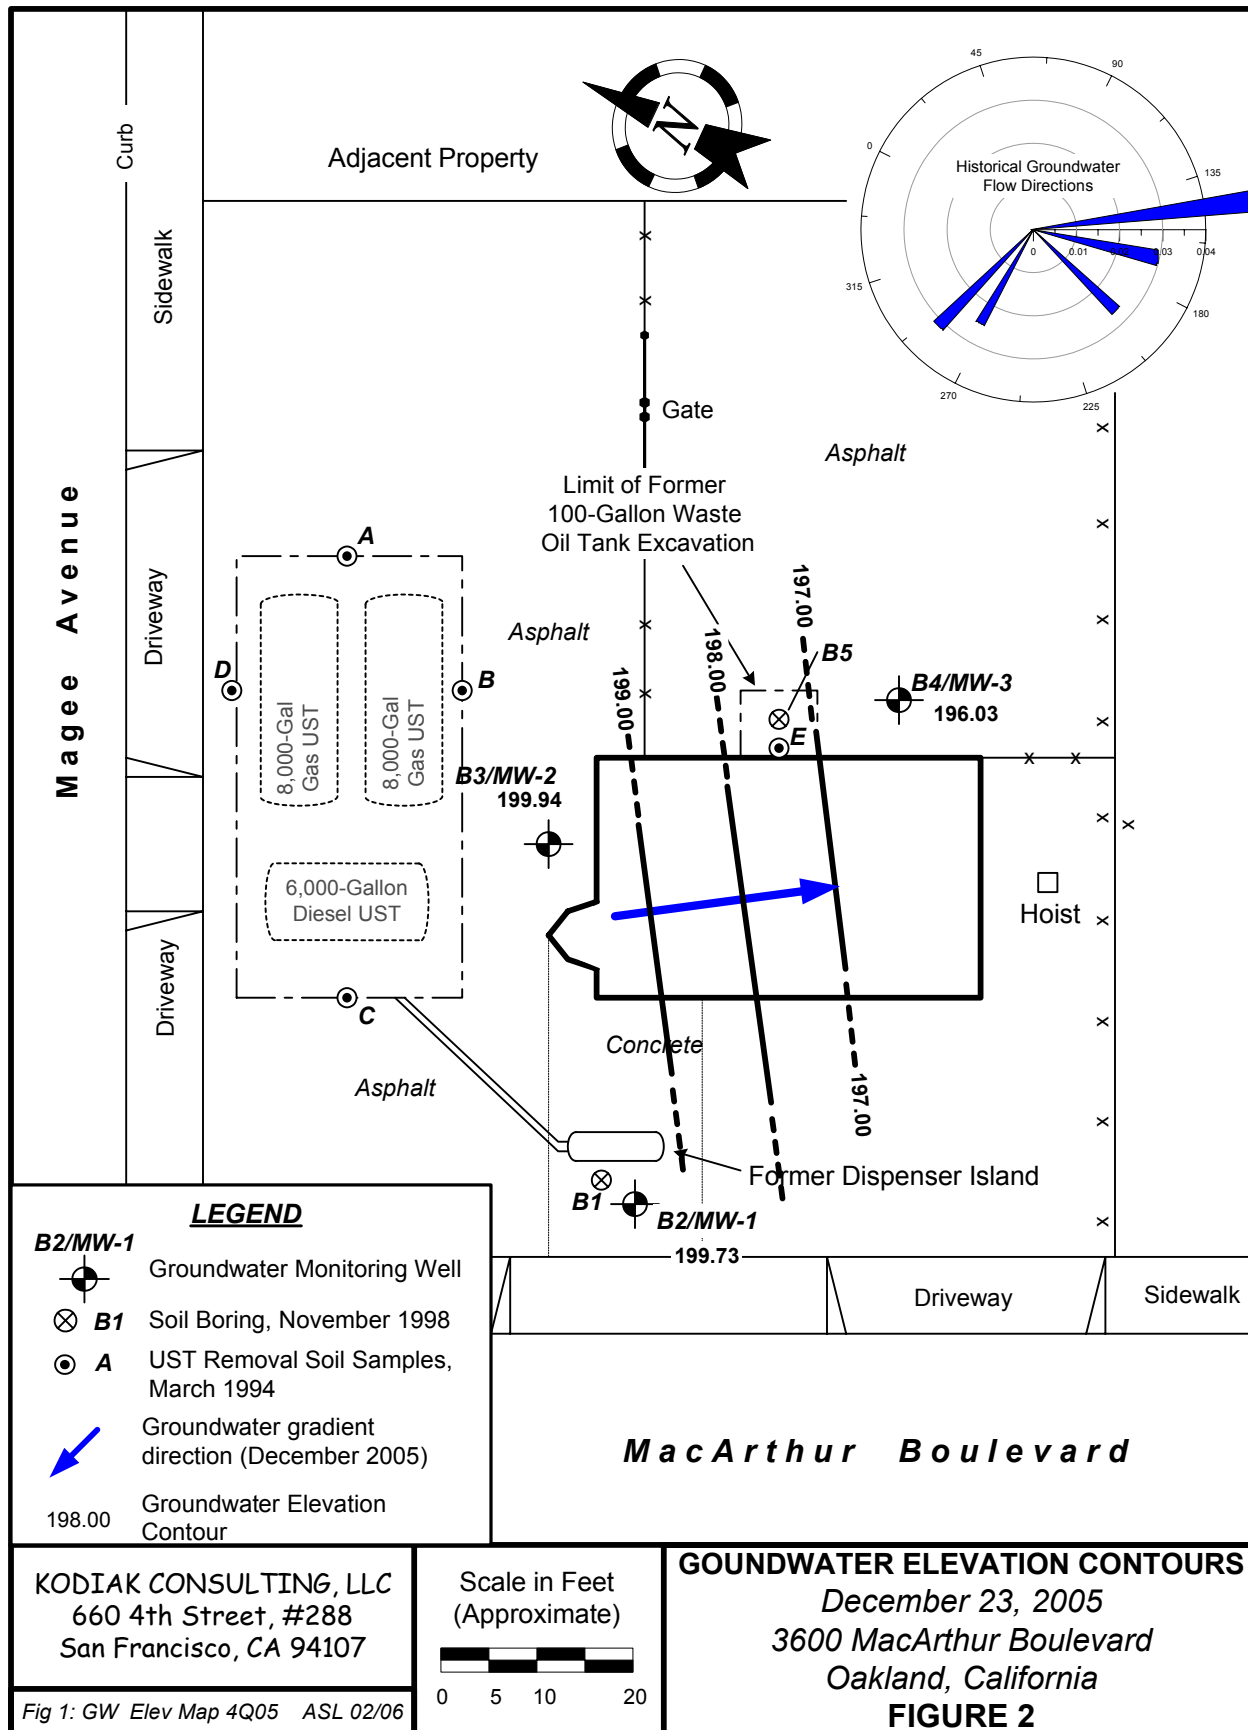 45
90
0
Historical Groundwater
Flow Directions
135
0
0.01
0.02
0.03
0.04
315
180
270
225
N
Curb
Adjacent Property
Sidewalk
Gate
Asphalt
Limit of Former
100-Gallon Waste
Oil Tank Excavation
Magee Avenue
Driveway
A
D
B
8,000-Gal
Gas UST
8,000-Gal
Gas UST
Asphalt
199.00
198.00
197.00
B5
B4/MW-3
196.03
E
B3/MW-2
199.94
6,000-Gallon
Diesel UST
Hoist
Driveway
C
Concrete
Asphalt
197.00
Former Dispenser Island
B1
B2/MW-1
199.73
Driveway
Sidewalk
MacArthur Boulevard
LEGEND
B2/MW-1
Groundwater Monitoring Well
B1 Soil Boring, November 1998
A UST Removal Soil Samples,
March 1994
Groundwater gradient
direction (December 2005)
198.00 Groundwater Elevation
Contour
KODIAK CONSULTING, LLC
660 4th Street, #288
San Francisco, CA 94107
Fig 1: GW Elev Map 4Q05 ASL 02/06
Scale in Feet
(Approximate)
0 5 10 20
GOUNDWATER ELEVATION CONTOURS
December 23, 2005
3600 MacArthur Boulevard
Oakland, California
FIGURE 2